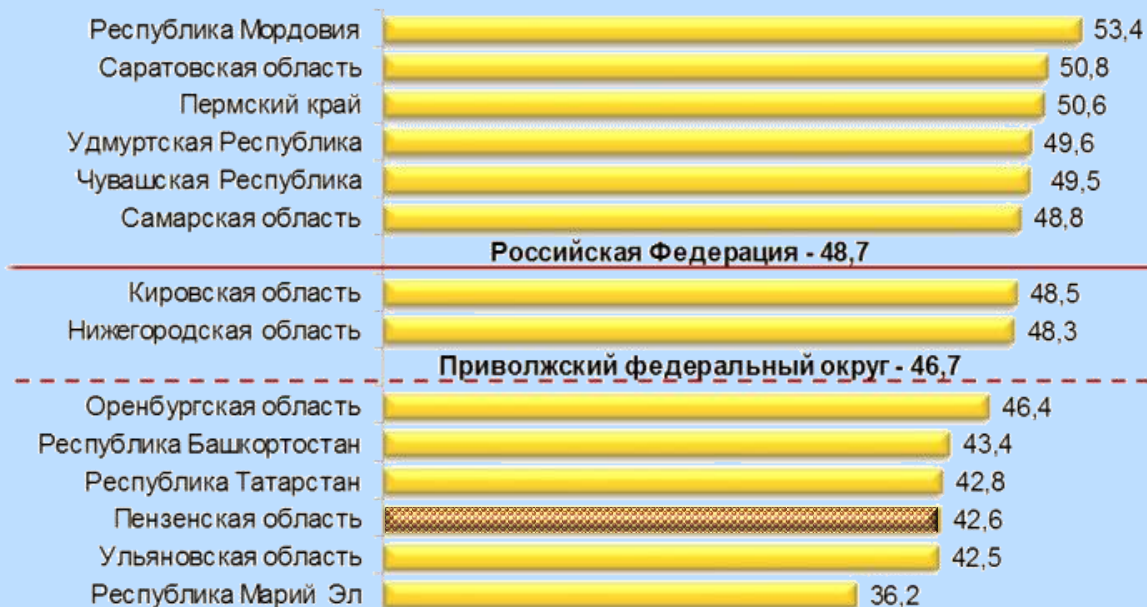 Республика Мордовия 53,4
Саратовская область 50,8
Пермский край 50,6
Удмуртская Республика 49,6
Чувашская Республика 49,5
Самарская область 48,8
Российская Федерация - 48,7
Кировская область 48,5
Нижегородская область 48,3
Приволжский федеральный округ - 46,7
Оренбургская область 46,4
Республика Башкортостан 43,4
Республика Татарстан 42,8
Пензенская область 42,6
Ульяновская область 42,5
Республика Марий Эл 36,2